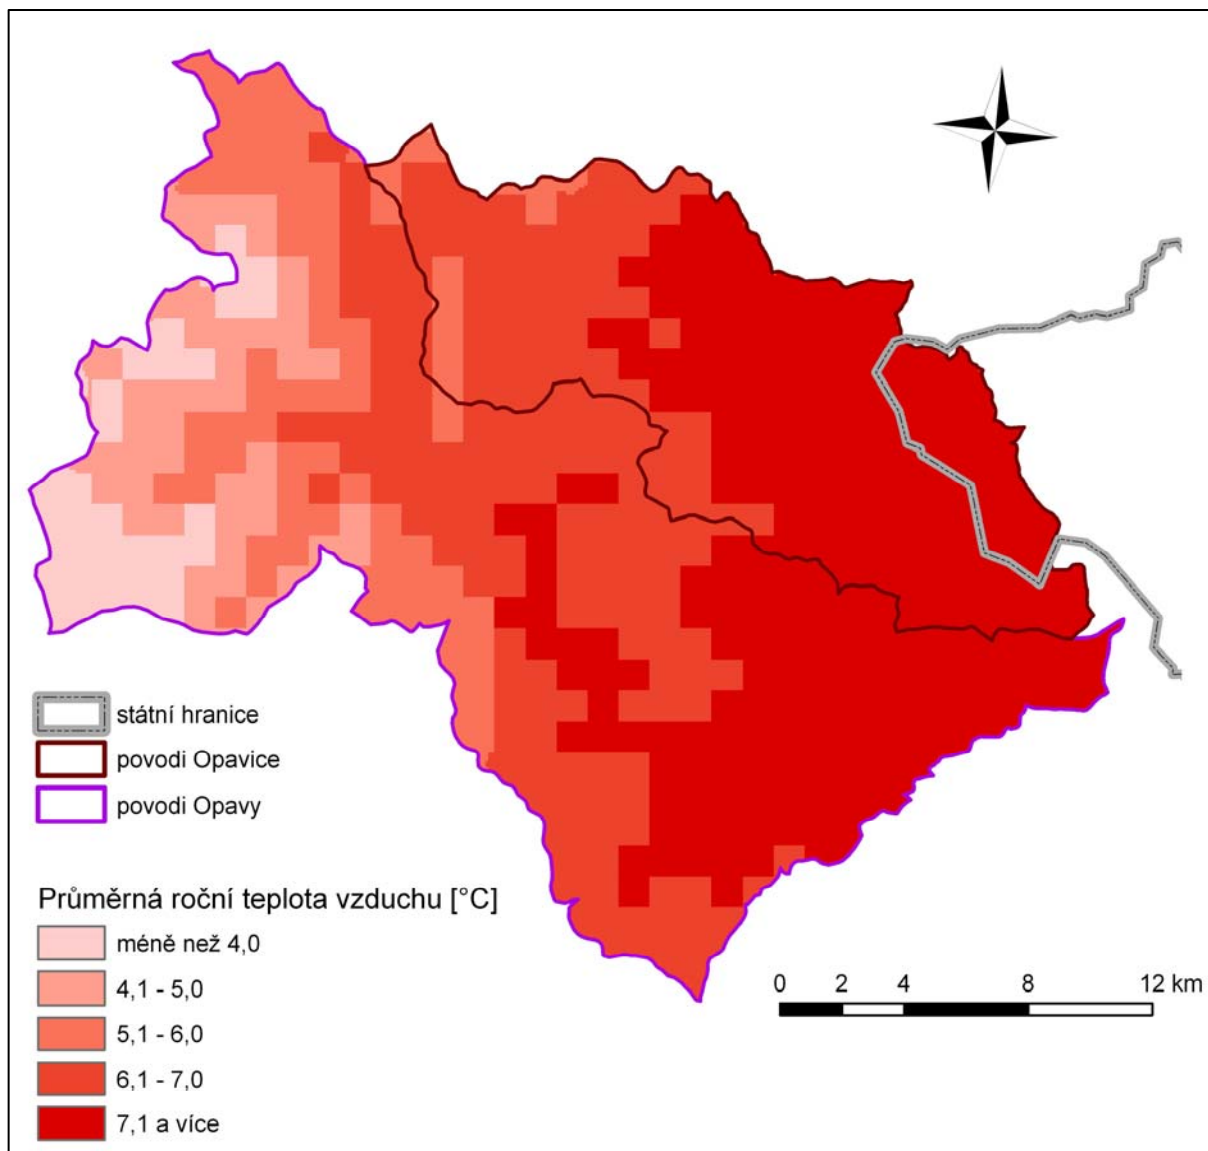 státní hranice
povodi Opavice
povodi Opavy
Průměrná roční teplota vzduchu [°C]
méně než 4,0
4,1 - 5,0
5,1 - 6,0
6,1 - 7,0
7,1 a více
0 2 4 8 12 km